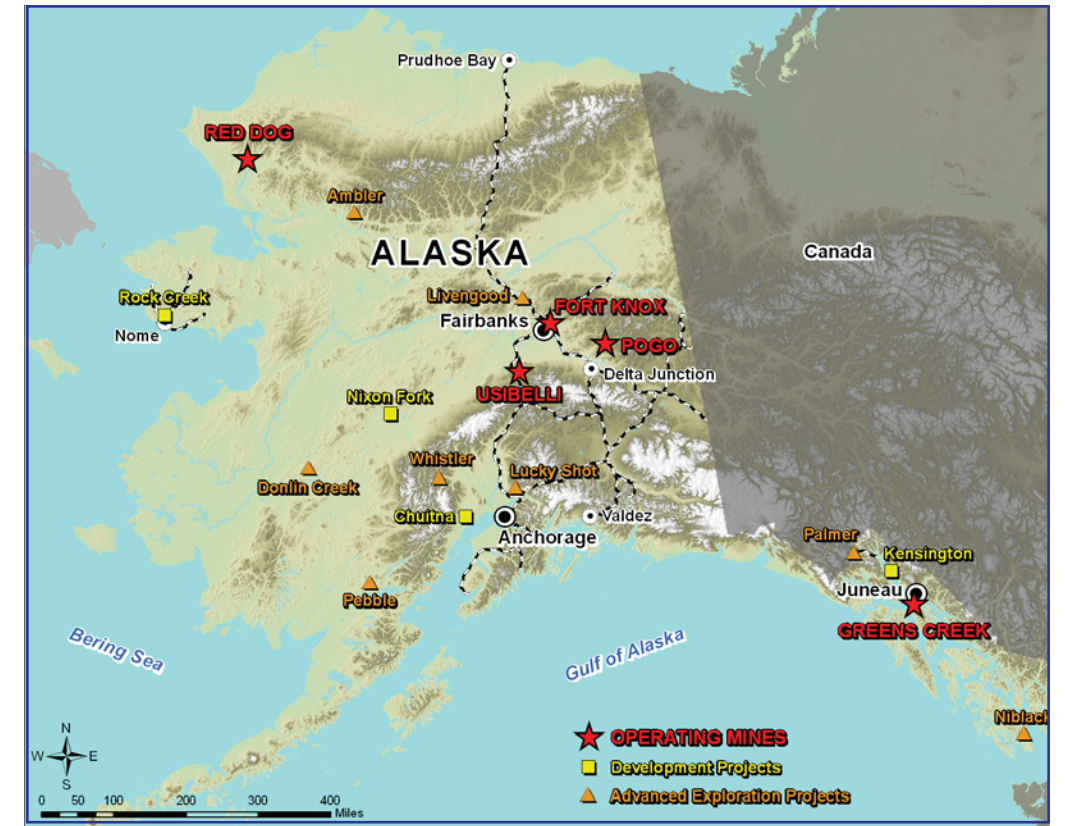 Prudhoe Bay
RED DOG
Ambler
ALASKA
Canada
Rock Creek
Livengood
FORT KNOX
Fairbanks
Nome
POGO
Delta Junction
USIBELLI
Nixon Fork
Whistler
Lucky Shot
Donlin Creek
Chuitna
Valdez
Anchorage
Palmer
Kensington
Pebble
Juneau
GREENS CREEK
Bering Sea
Gulf of Alaska
Niblack
N
W E
S
OPERATING MINES
Development Projects
Advanced Exploration Projects
0 50 100 200 300 400
Miles